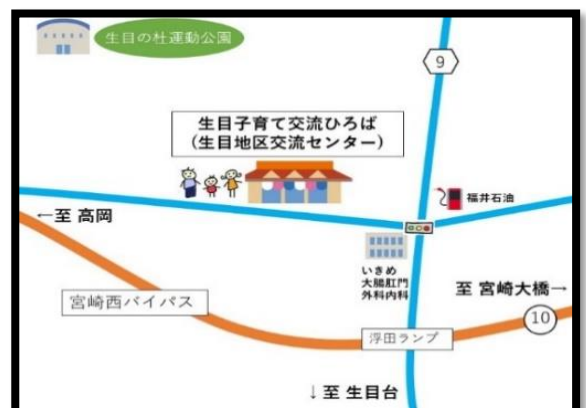 生目の杜運動公園
9
生目子育て交流ひろば
(生目地区交流センター)
福井石油
←至 高岡
いきめ
大腸肛門
外科内科
至 宮崎大橋→
宮崎西バイパス
10
浮田ランプ
↓至 生目台